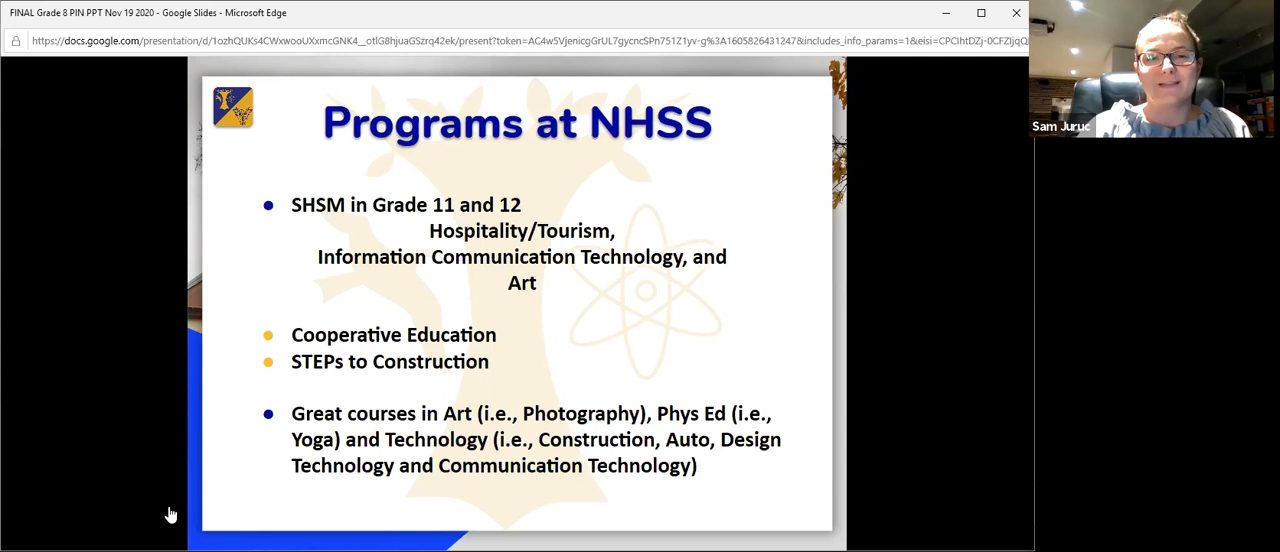 FINAL Grade 8 PIN PPT Nov 19 2020 - Google Slides - Microsoft Edge
Programs at NHSS
SHSM in Grade 11 and 12
Hospitality/Tourism,
Information Communication Technology, and
Art
Cooperative Education
STEPs to Construction
Great courses in Art (i.e., Photography), Phys Ed (i.e.,
Yoga) and Technology (i.e., Construction, Auto, Design
Technology and Communication Technology)
Sam Juruc